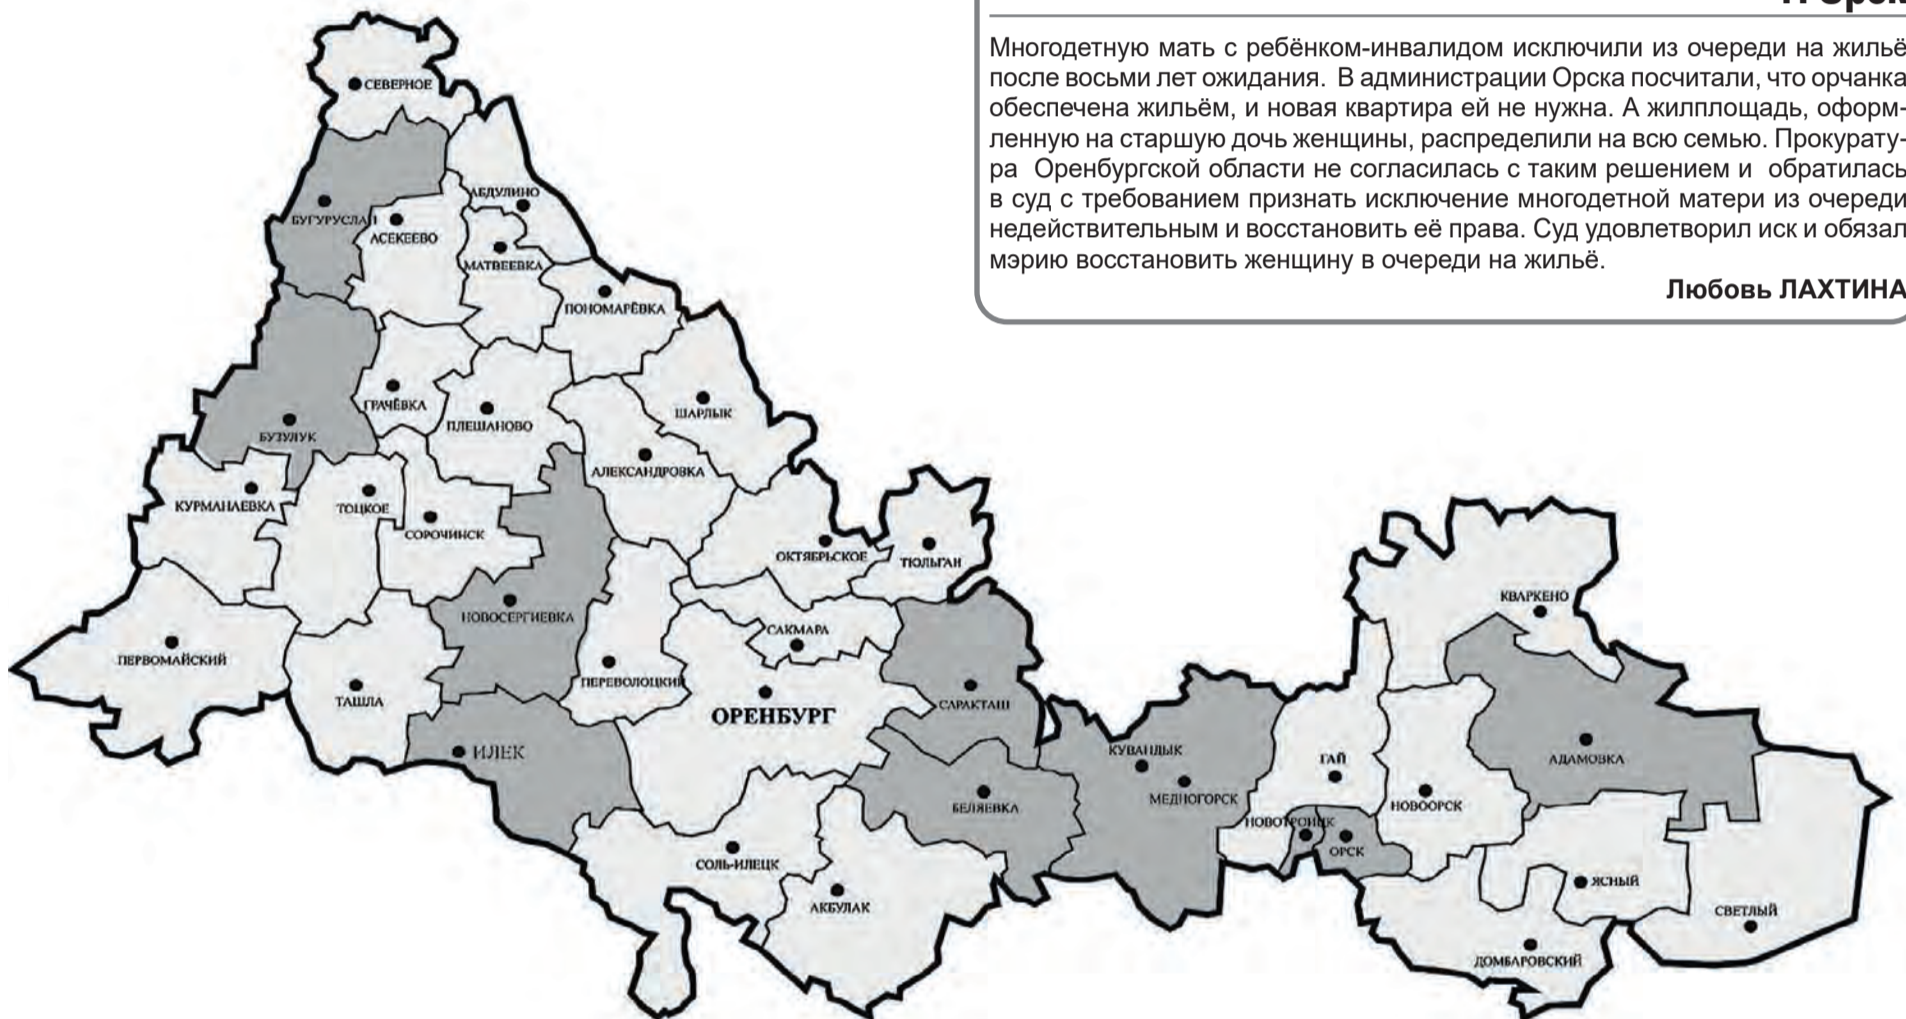 Многодетную мать с ребёнком-инвалидом исключили из очереди на жильё
после восьми лет ожидания. В администрации Орска посчитали, что орчанка
обеспечена жильём, и новая квартира ей не нужна. А жилплощадь, оформ-
ленную на старшую дочь женщины, распределили на всю семью. Прокурату-
ра Оренбургской области не согласилась с таким решением и обратилась
в суд с требованием признать исключение многодетной матери из очереди
недействительным и восстановить её права. Суд удовлетворил иск и обязал
мэрию восстановить женщину в очереди на жильё.
Любовь ЛАХТИНА
СЕВЕРНОЕ
АБДУЛИНО
БУГУРУСЛАН
АСЕКЕЕВО
МАТВЕЕВКА
ПОНОМАРЁВКА
ГРАЧЁВКА
ШАРЛЫК
ПЛЕШАНОВО
БУЗУЛУК
АЛЕКСАНДРОВКА
КУРМАНАЕВКА
ТОЦКОЕ
СОРОЧИНСК
ОКТЯБРЬСКОЕ
ТЮЛЬГАН
КВАРКЕНО
НОВОСЕРГИЕВКА
САКМАРА
ПЕРВОМАЙСКИЙ
ПЕРЕВОЛОЦКИЙ
ТАШЛА
САРАКТАШ
ОРЕНБУРГ
ИЛЕК
КУВАНДЫК
ГАЙ
АДАМОВКА
МЕДНОГОРСК
БЕЛЯЕВКА
НОВООРСК
НОВОТРОИЦК
ОРСК
СОЛЬ-ИЛЕЦК
ЯСНЫЙ
АКБУЛАК
СВЕТЛЫЙ
ДОМБАРОВСКИЙ